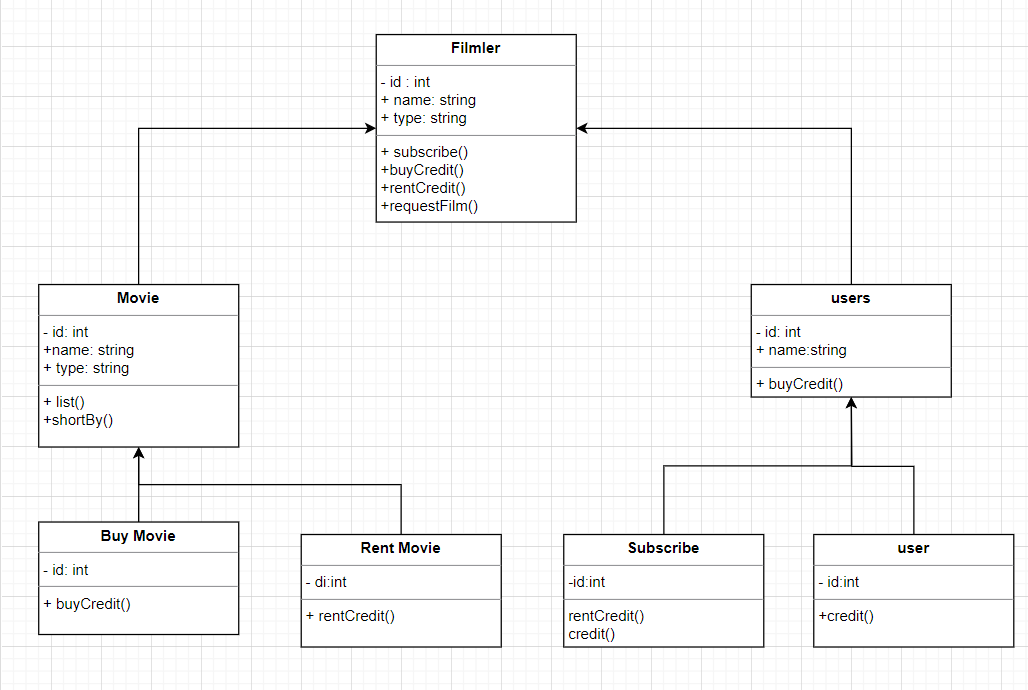 Filmler
- id : int
+ name: string
+ type: string
+ subscribe()
+buyCredit()
+rentCredit()
+requestFilm()
Movie
- id: int
+name: string
+ type: string
+ list()
+shortBy()
users
- id: int
+ name:string
+ buyCredit()
Buy Movie
- id: int
+ buyCredit()
Rent Movie
- di:int
+ rentCredit()
Subscribe
-id:int
rentCredit()
credit()
user
- id:int
+credit()